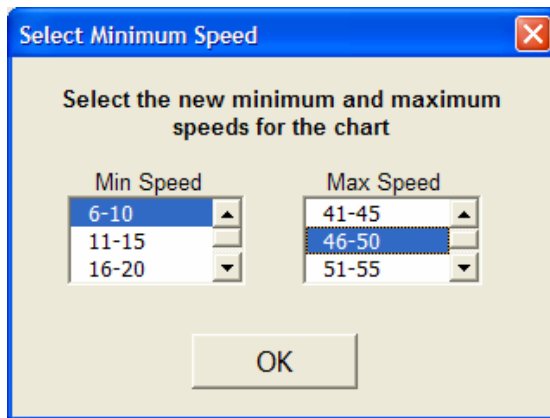 Select Minimum Speed
Select the new minimum and maximum
speeds for the chart
Min Speed
6-10
11-15
16-20
Max Speed
41-45
46-50
51-55
OK